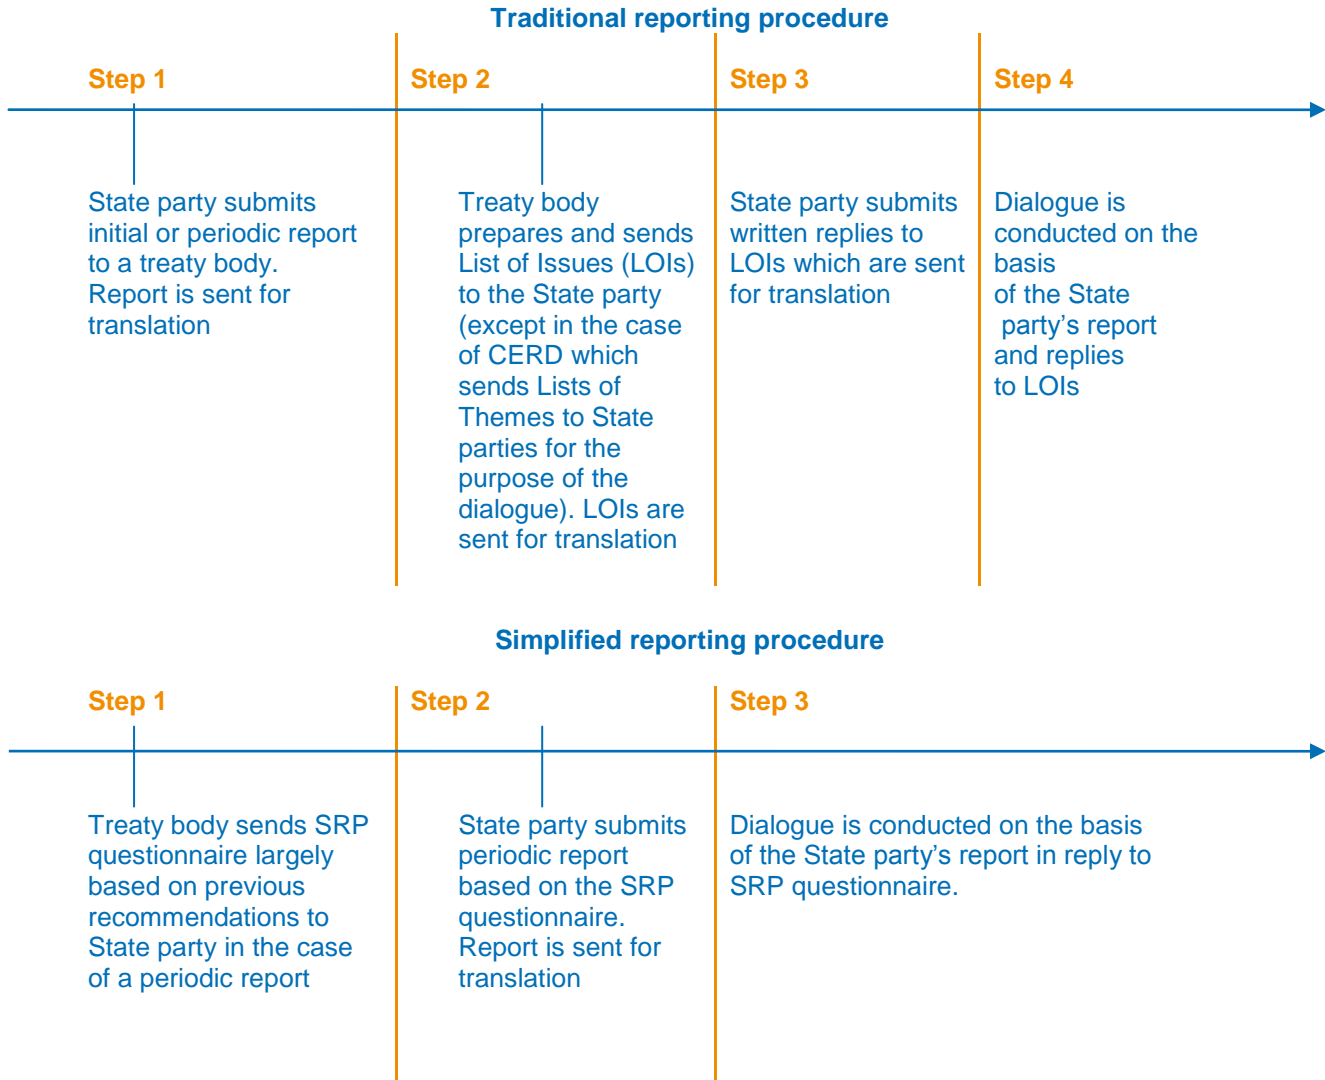 Traditional reporting procedure
Step 1
Step 2
Step 3
Step 4
State party submits
initial or periodic report
to a treaty body.
Report is sent for
translation
Treaty body
prepares and sends
List of Issues (LOIs)
to the State party
(except in the case
of CERD which
sends Lists of
Themes to State
parties for the
purpose of the
dialogue). LOIs are
sent for translation
State party submits
written replies to
LOIs which are sent
for translation
Dialogue is
conducted on the
basis
of the State
party’s report
and replies
to LOIs
Simplified reporting procedure
Step 1
Step 2
Step 3
Treaty body sends SRP
questionnaire largely
based on previous
recommendations to
State party in the case
of a periodic report
State party submits
periodic report
based on the SRP
questionnaire.
Report is sent for
translation
Dialogue is conducted on the basis
of the State party’s report in reply to
SRP questionnaire.